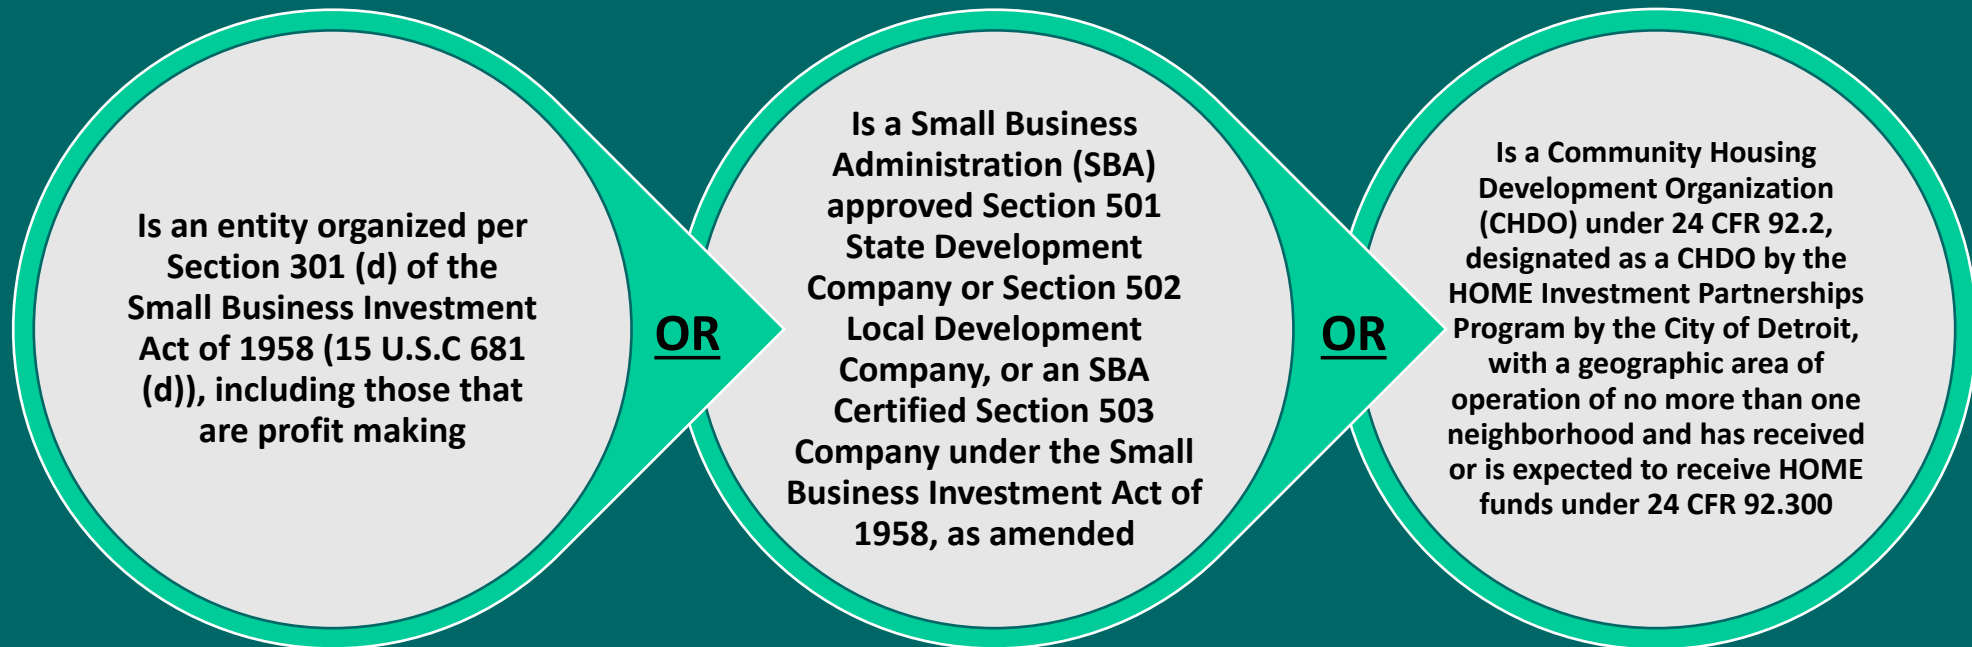 Is an entity organized per
Section 301 (d) of the
Small Business Investment
Act of 1958 (15 U.S.C 681
(d)), including those that
are profit making
OR
Is a Small Business
Administration (SBA)
approved Section 501
State Development
Company or Section 502
Local Development
Company, or an SBA
Certified Section 503
Company under the Small
Business Investment Act of
1958, as amended
OR
Is a Community Housing
Development Organization
(CHDO) under 24 CFR 92.2,
designated as a CHDO by the
HOME Investment Partnerships
Program by the City of Detroit,
with a geographic area of
operation of no more than one
neighborhood and has received
or is expected to receive HOME
funds under 24 CFR 92.300